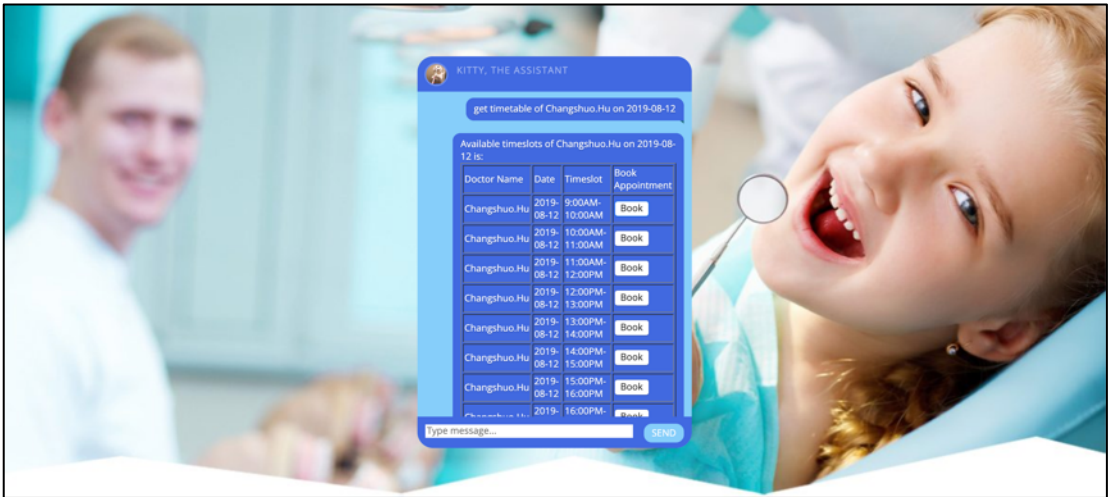 KITTY, THE ASSISTANT
get timetable of Changshuo.Hu on 2019-08-12
Available timeslots of Changshuo.Hu on 2019-08-
12 is:
Doctor Name Date Timeslot Book
Appointment
Changshuo.Hu 2019-
08-12 9:00AM-
10:00AM Book
Changshuo.Hu 2019-
08-12 10:00AM-
11:00AM Book
Changshuo.Hu 2019-
08-12 11:00AM-
12:00PM Book
Changshuo.Hu 2019-
08-12 12:00PM-
13:00PM Book
Changshuo.Hu 2019-
08-12 13:00PM-
14:00PM Book
Changshuo.Hu 2019-
08-12 14:00PM-
15:00PM Book
Changshuo.Hu 2019-
08-12 15:00PM-
16:00PM Book
Changshuo.Hu 2019- 16:00PM- Book
Type message...
SEND